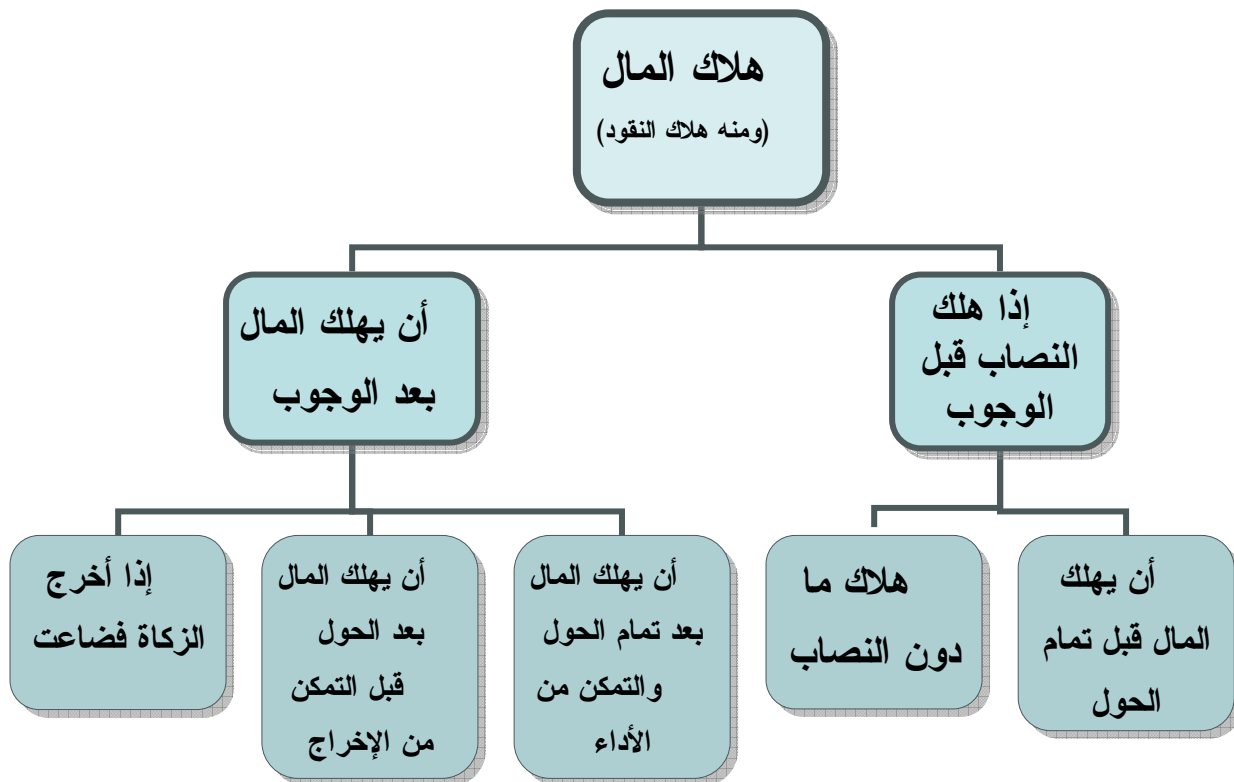 هلاك المال
(ومنه هلاك النقود)
إذا هلك
النصاب قبل
الوجوب
أن يهلك المال
بعد الوجوب
أن يهلك
المال قبل تمام
الحول
هلاك ما
دون النصاب
أن يهلك المال
بعد تمام الحول
والتمكن من
الأداء
أن يهلك المال
بعد الحول
قبل التمكن
من الإخراج
إذا أخرج
الزكاة فضاعت